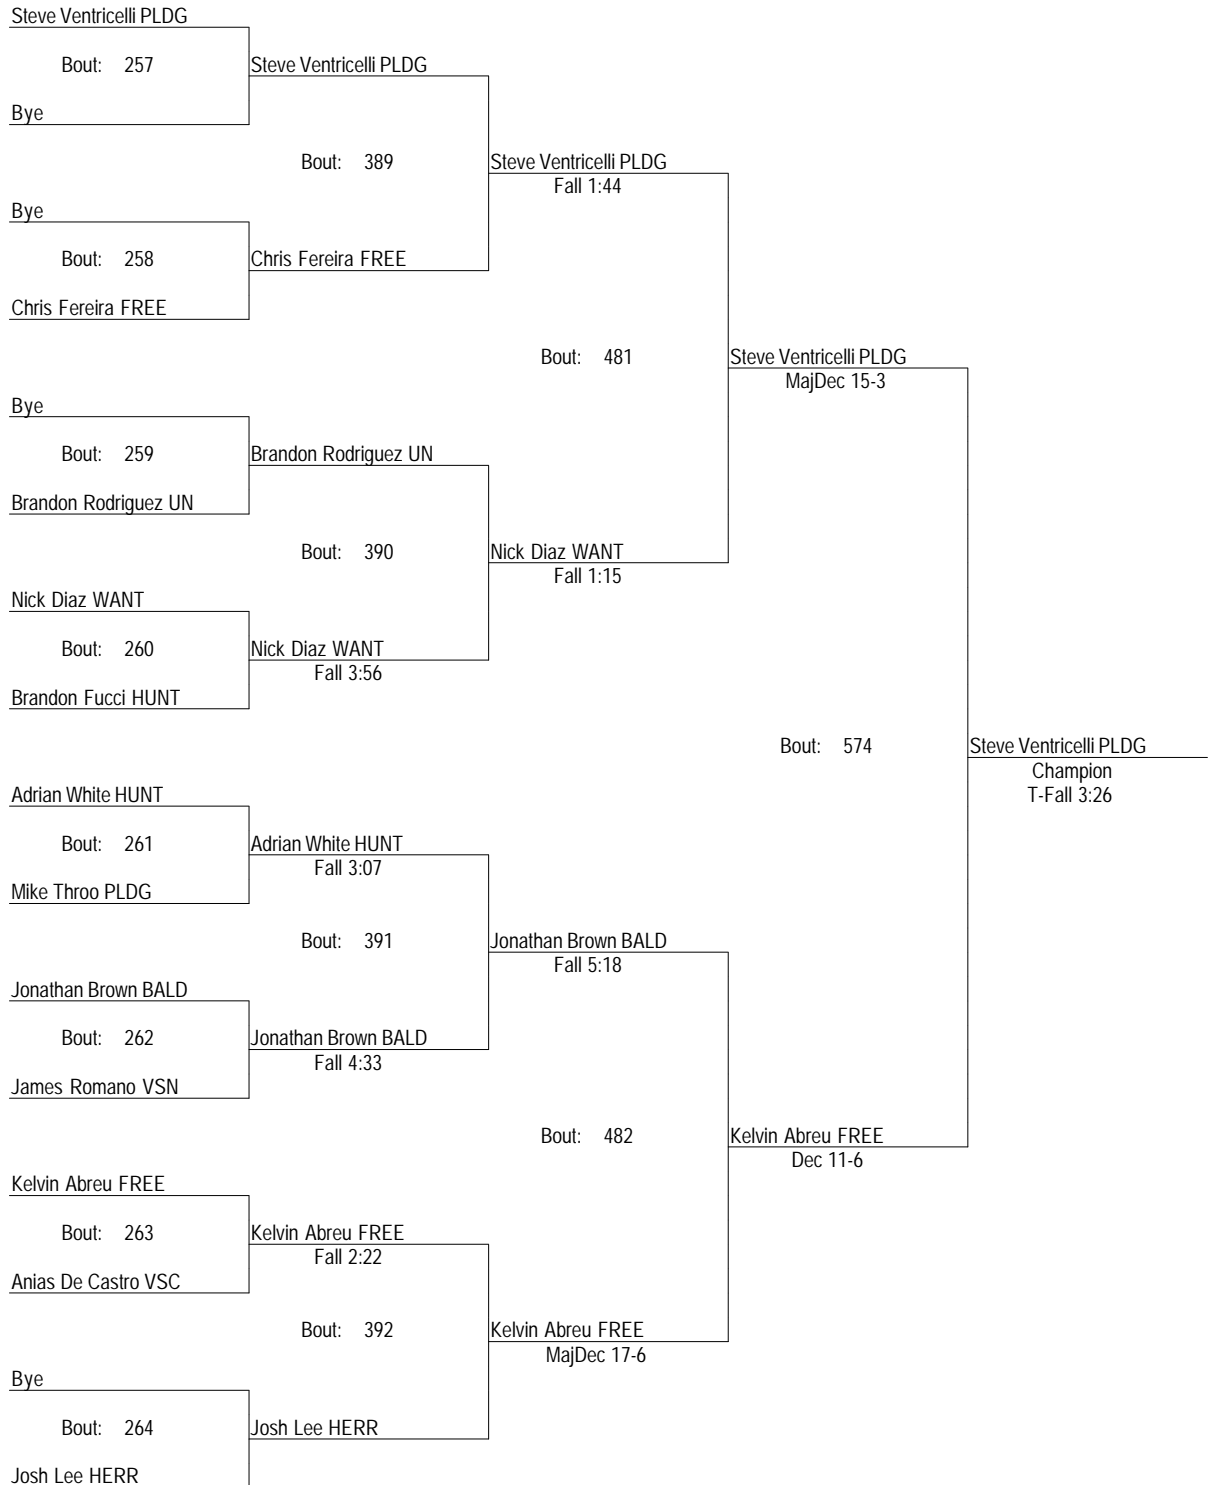 Steve Ventricelli PLDG
Bout: 257
Steve Ventricelli PLDG
Bye
Bout: 389
Steve Ventricelli PLDG
Fall 1:44
Bye
Bout: 258
Chris Fereira FREE
Chris Fereira FREE
Bout: 481
Steve Ventricelli PLDG
MajDec 15-3
Bye
Bout: 259
Brandon Rodriguez UN
Brandon Rodriguez UN
Bout: 390
Nick Diaz WANT
Fall 1:15
Nick Diaz WANT
Bout: 260
Nick Diaz WANT
Fall 3:56
Brandon Fucci HUNT
Bout: 574
Steve Ventricelli PLDG
Champion
T-Fall 3:26
Adrian White HUNT
Bout: 261
Adrian White HUNT
Fall 3:07
Mike Throo PLDG
Bout: 391
Jonathan Brown BALD
Fall 5:18
Jonathan Brown BALD
Bout: 262
Jonathan Brown BALD
Fall 4:33
James Romano VSN
Bout: 482
Kelvin Abreu FREE
Dec 11-6
Kelvin Abreu FREE
Bout: 263
Kelvin Abreu FREE
Fall 2:22
Anias De Castro VSC
Bout: 392
Kelvin Abreu FREE
MajDec 17-6
Bye
Bout: 264
Josh Lee HERR
Josh Lee HERR